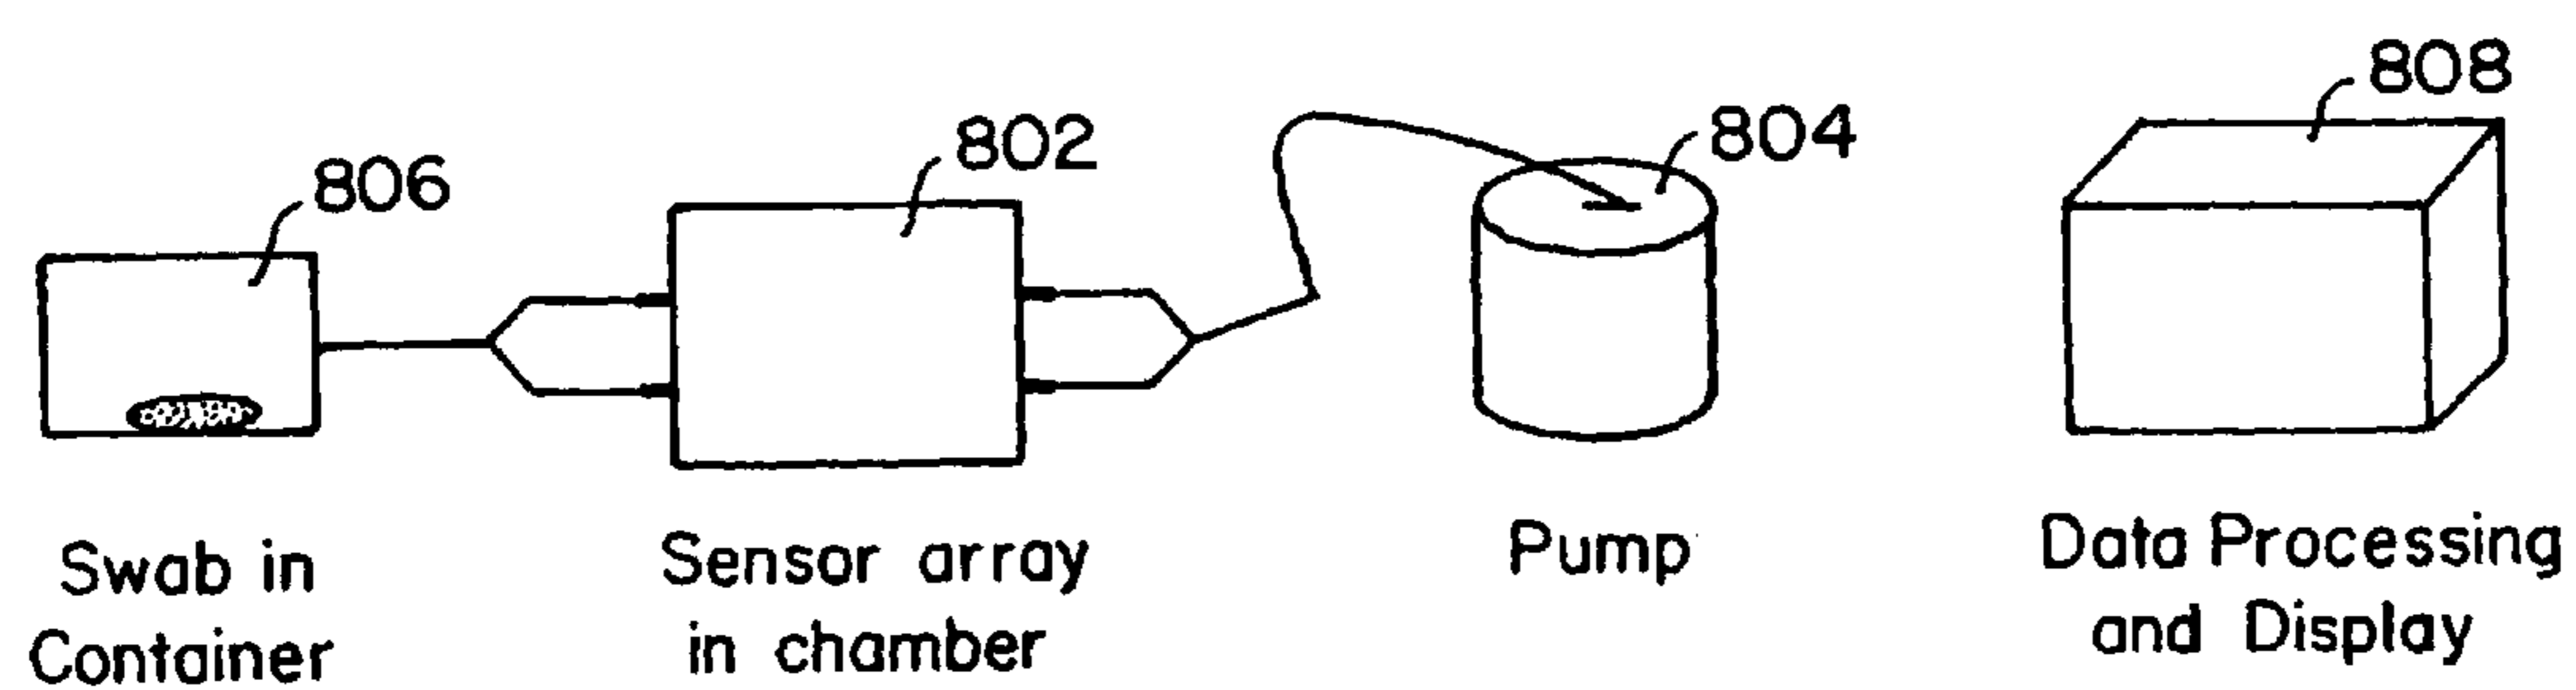 806
802
804
808
Swab in
Container
Sensor array
in chamber
Pump
Data Processing
and Display